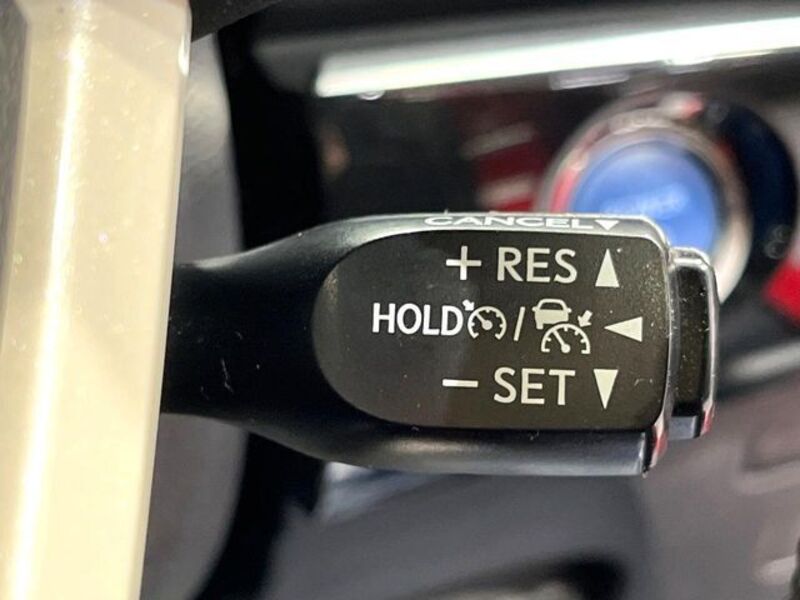 CANCEL▼
+ RES ▲
HOLD / ◀
− SET ▼